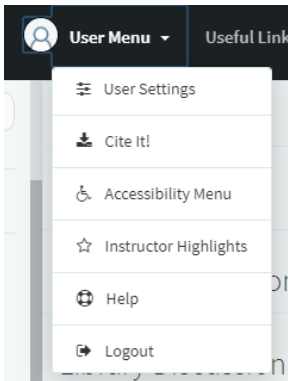 User Menu
Useful Link
User Settings
Cite It!
Accessibility Menu
Instructor Highlights
Help
Logout